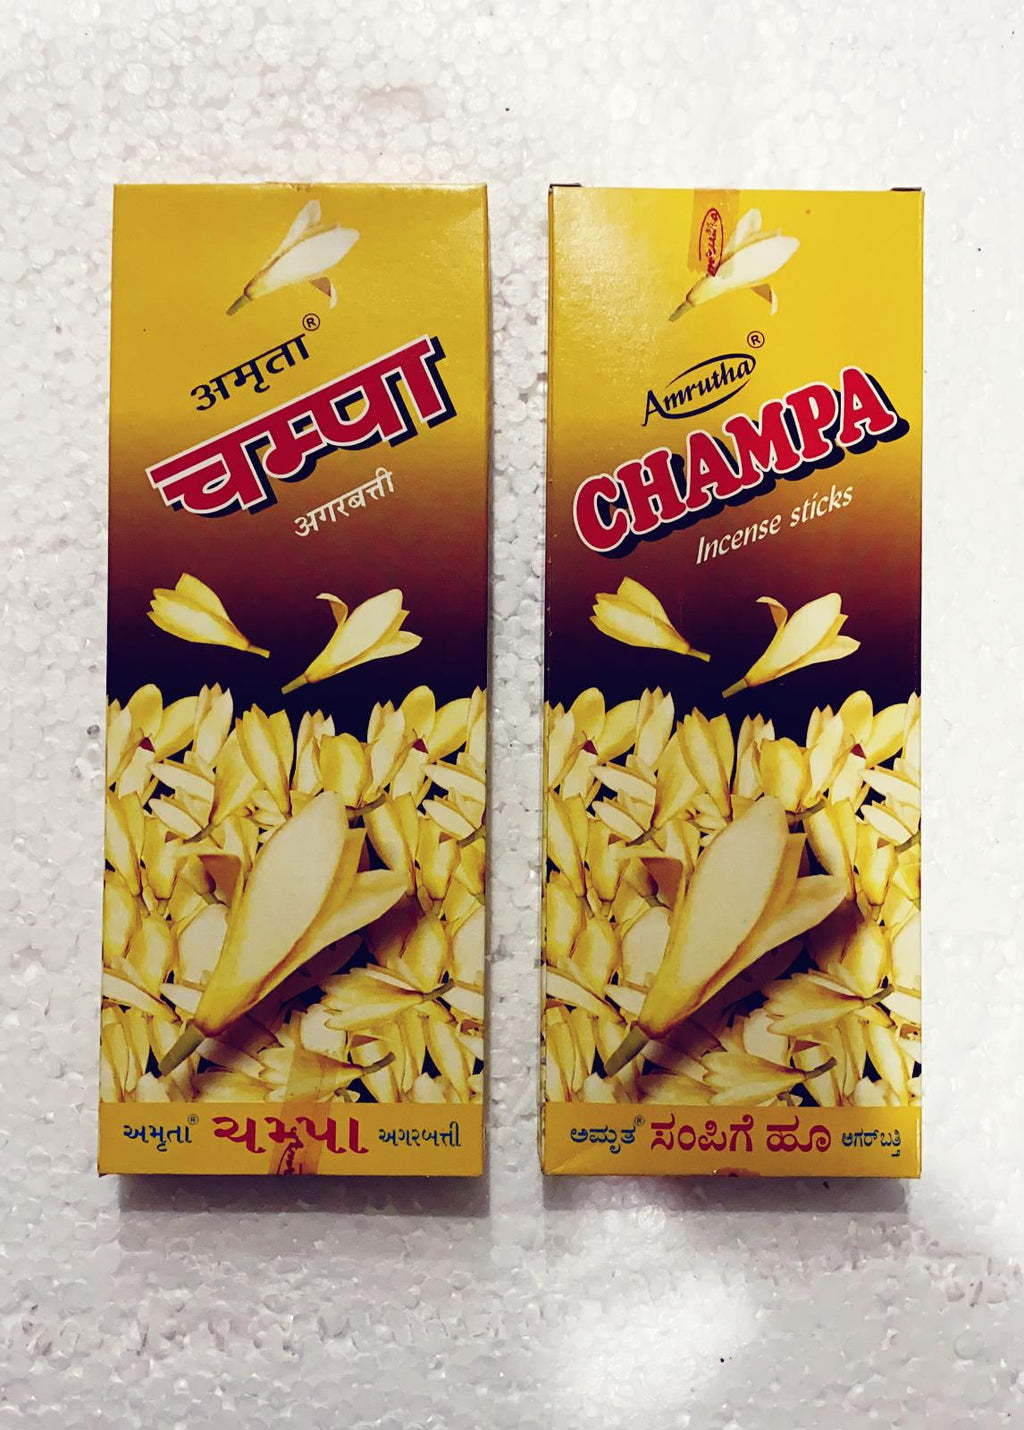 अमृता®
चम्पा
अगरबत्ती
અમૃતા® ચમ્પા અગરબત્તી
Amrutha®
CHAMPA
Incense sticks
ಅಮೃತ® ಸಂಪಿಗೆ ಹೂ ಅಗರ್‌ಬತ್ತಿ